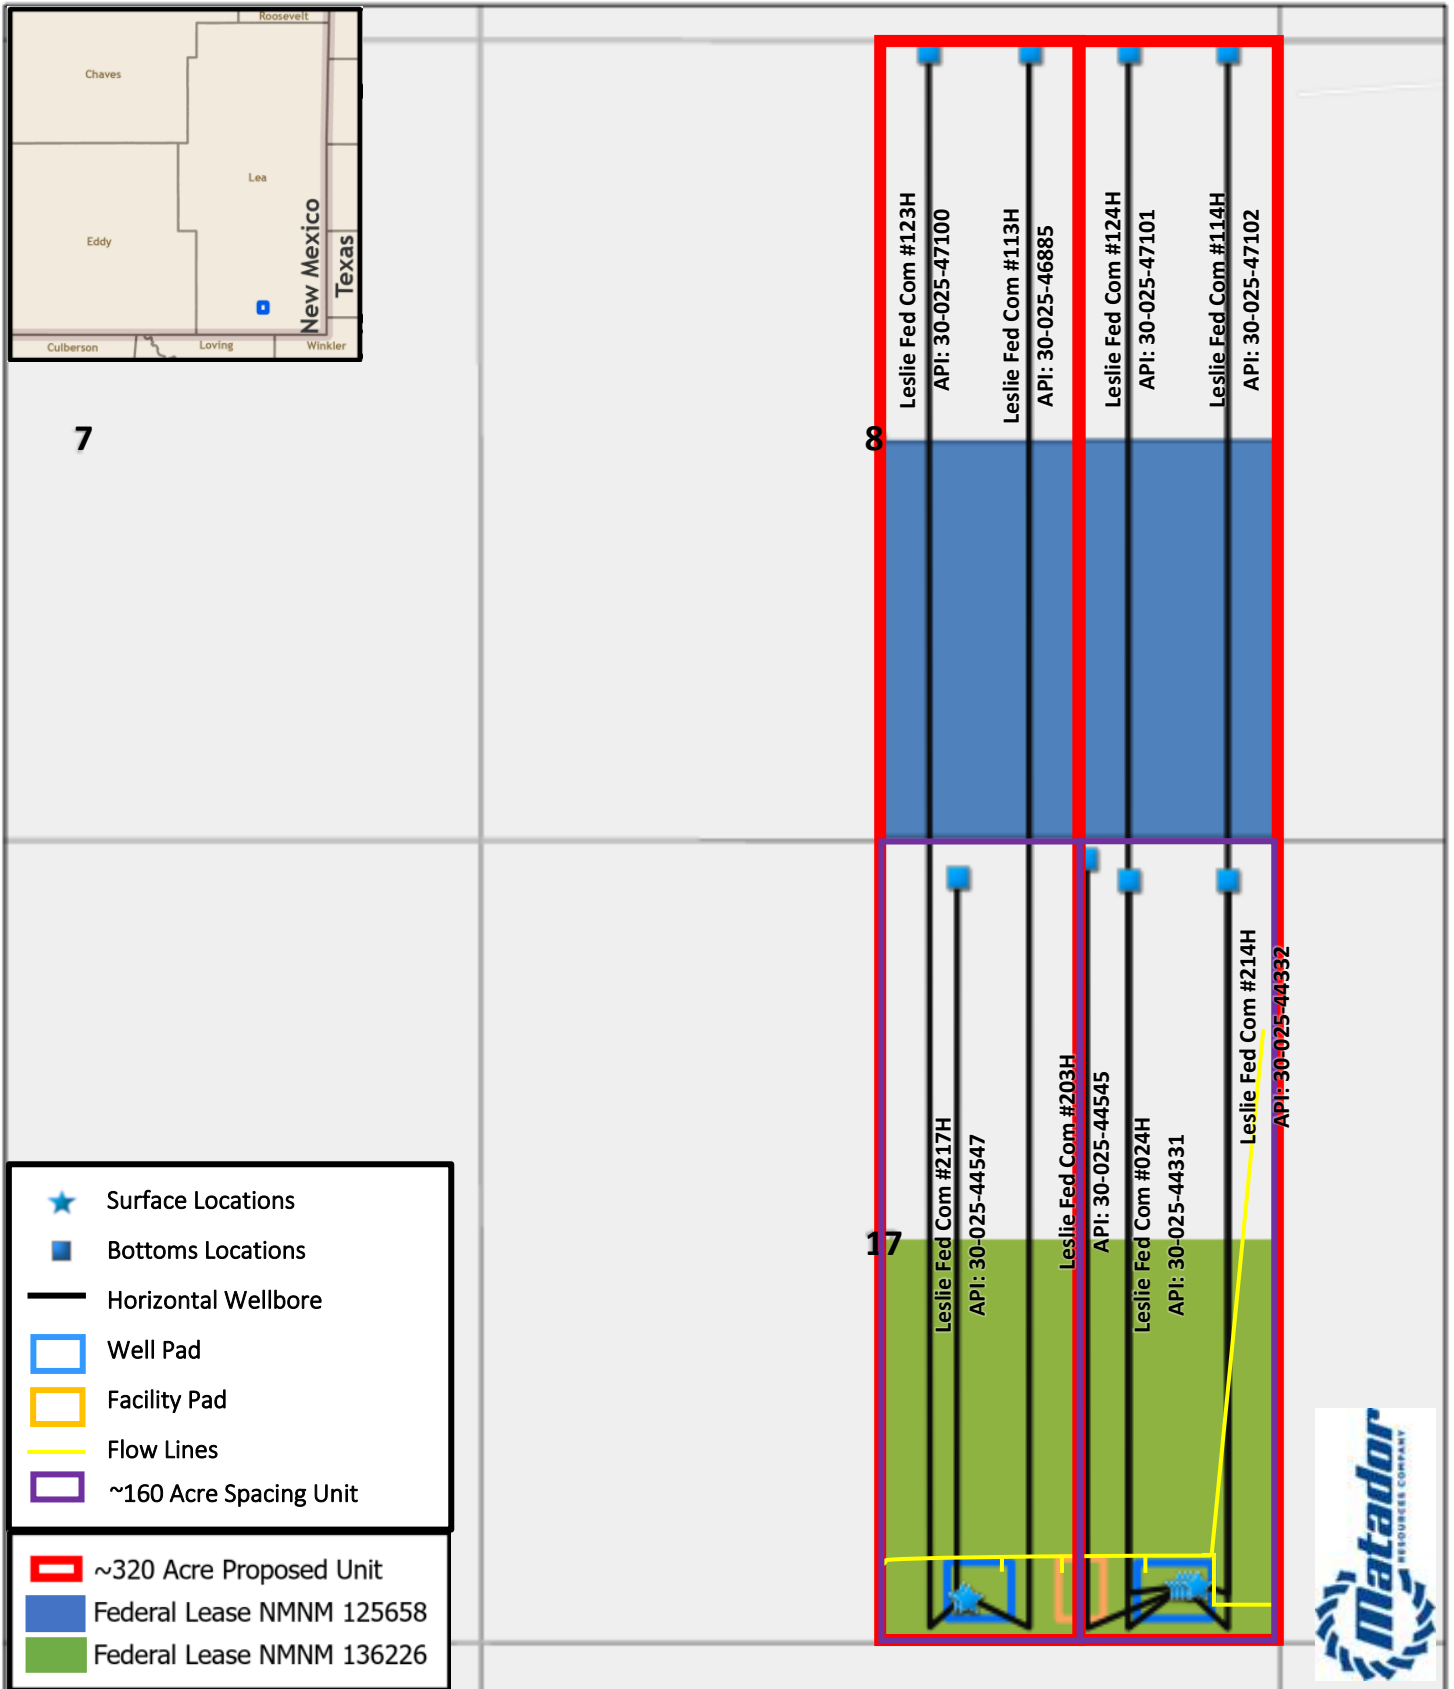 Roosevelt
Chaves
Lea
Eddy
New Mexico
Texas
Culberson
Loving
Winkler
7
8
17
Leslie Fed Com #123H
API: 30-025-47100
Leslie Fed Com #113H
API: 30-025-46885
Leslie Fed Com #124H
API: 30-025-47101
Leslie Fed Com #114H
API: 30-025-47102
Leslie Fed Com #217H
API: 30-025-44547
Leslie Fed Com #203H
API: 30-025-44545
Leslie Fed Com #024H
API: 30-025-44331
Leslie Fed Com #214H
API: 30-025-44332
Surface Locations
Bottoms Locations
Horizontal Wellbore
Well Pad
Facility Pad
Flow Lines
~160 Acre Spacing Unit
~320 Acre Proposed Unit
Federal Lease NMNM 125658
Federal Lease NMNM 136226
Matador
RESOURCES COMPANY